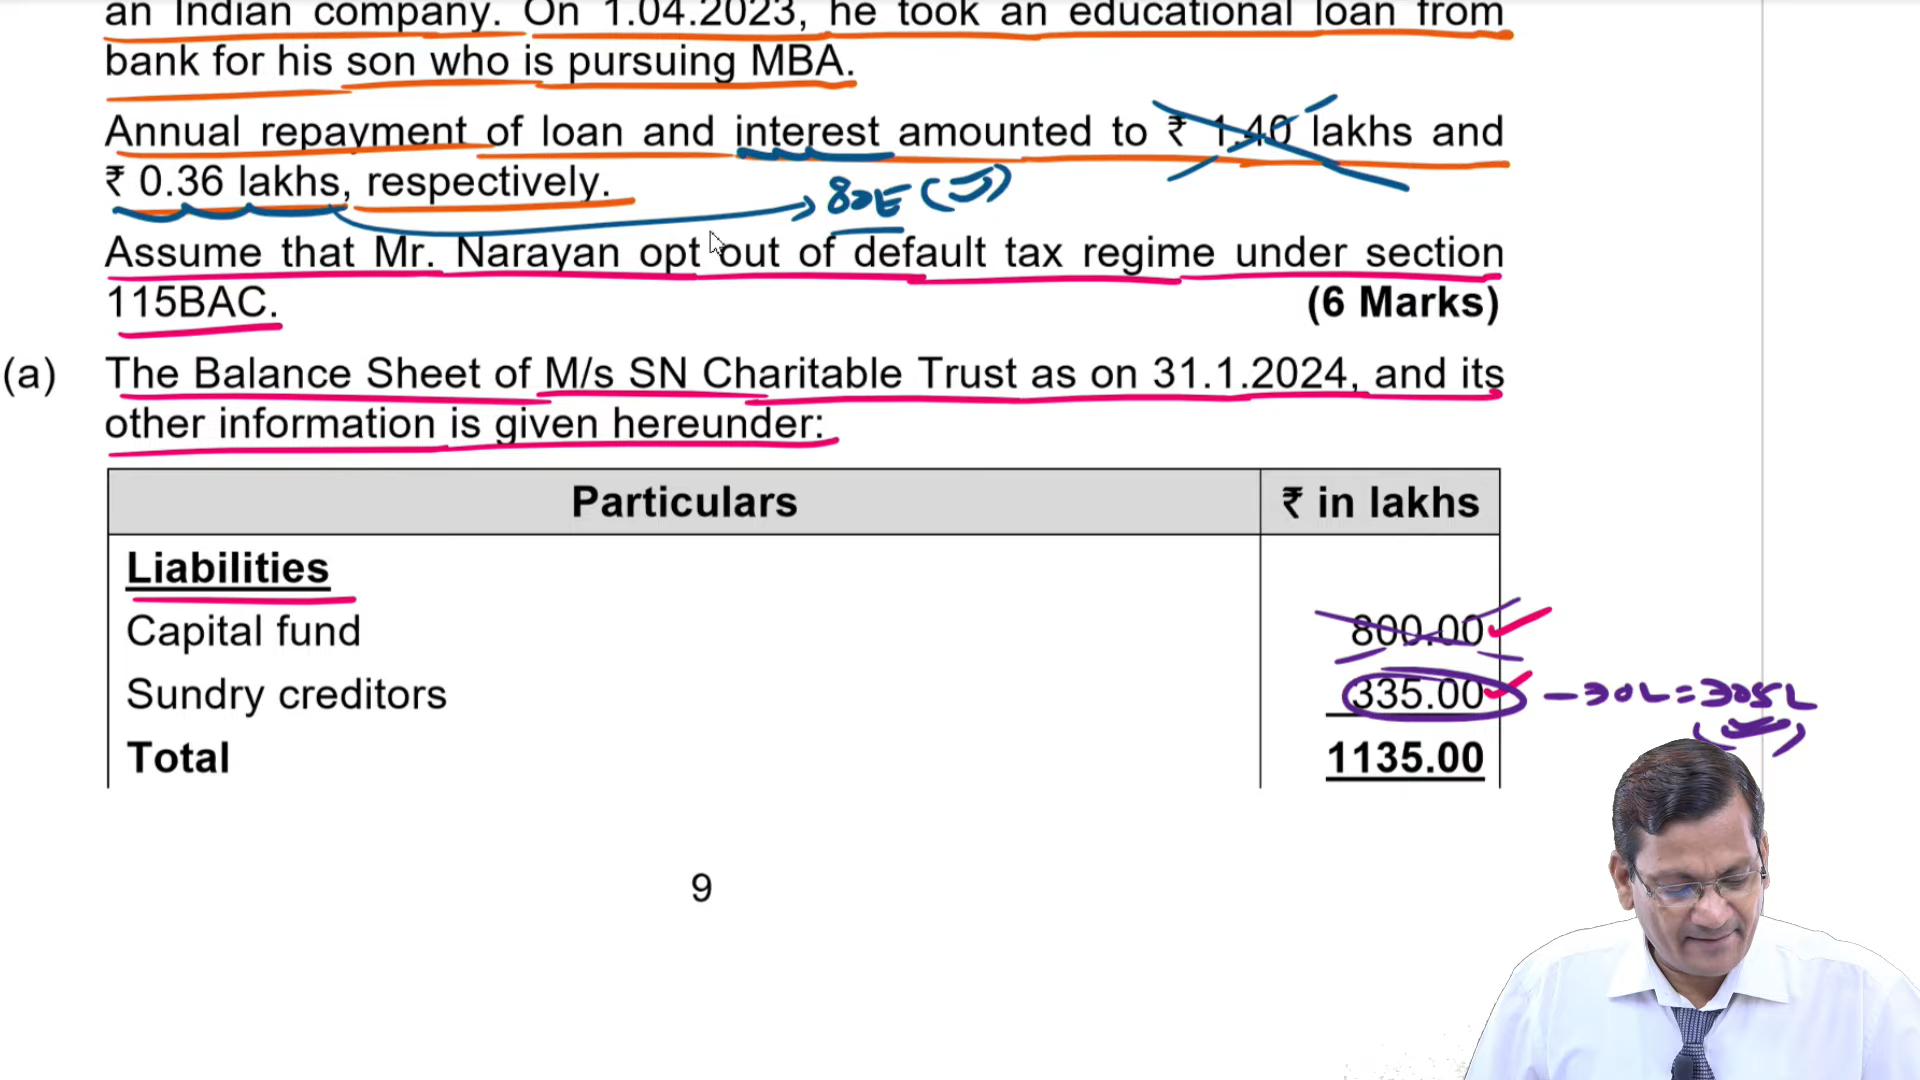 an Indian company. On 1.04.2023, he took an educational loan from
bank for his son who is pursuing MBA.
Annual repayment of loan and interest amounted to ₹ 1.40 lakhs and
₹ 0.36 lakhs, respectively.
80E
Assume that Mr. Narayan opt out of default tax regime under section
115BAC. (6 Marks)
(a) The Balance Sheet of M/s SN Charitable Trust as on 31.1.2024, and its
other information is given hereunder:
Particulars ₹ in lakhs
Liabilities
Capital fund 800.00
Sundry creditors 335.00 -30L = 305L
Total 1135.00
9